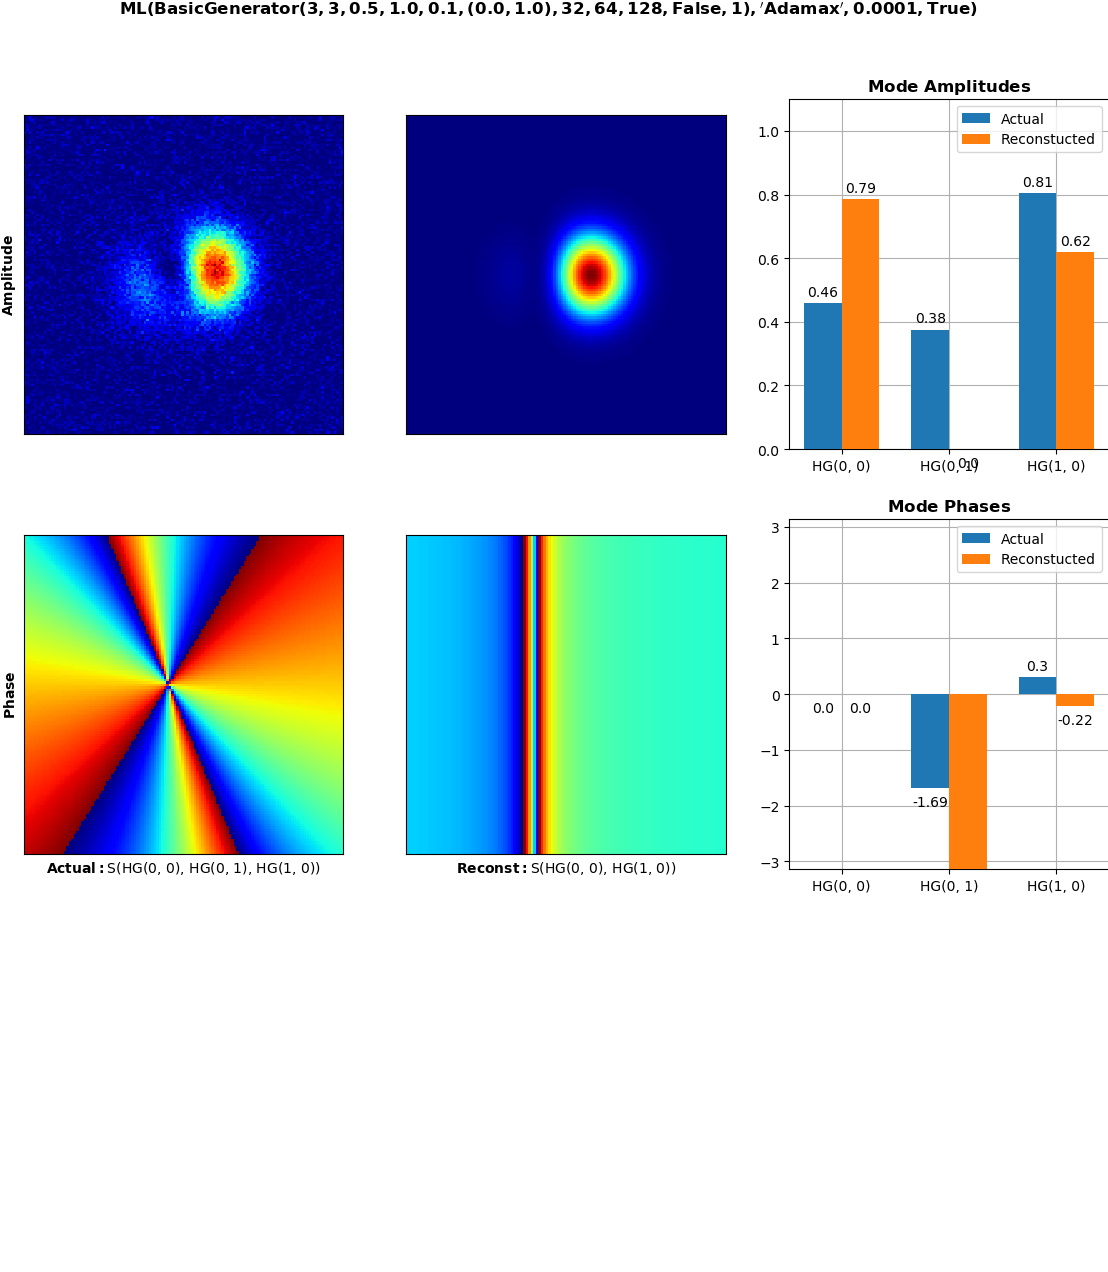 ML(BasicGenerator(3, 3, 0.5, 1.0, 0.1, (0.0, 1.0), 32, 64, 128, False, 1), ′Adamax′, 0.0001, True)
Amplitude
Mode Amplitudes
Actual
Reconstucted
1.0
0.8
0.6
0.4
0.2
0.0
0.46
0.79
0.38
0.0
0.81
0.62
HG(0, 0)
HG(0, 1)
HG(1, 0)
Phase
Actual: S(HG(0, 0), HG(0, 1), HG(1, 0))
Reconst: S(HG(0, 0), HG(1, 0))
Mode Phases
Actual
Reconstucted
3
2
1
0
−1
−2
−3
0.0
0.0
-1.69
0.3
-0.22
HG(0, 0)
HG(0, 1)
HG(1, 0)